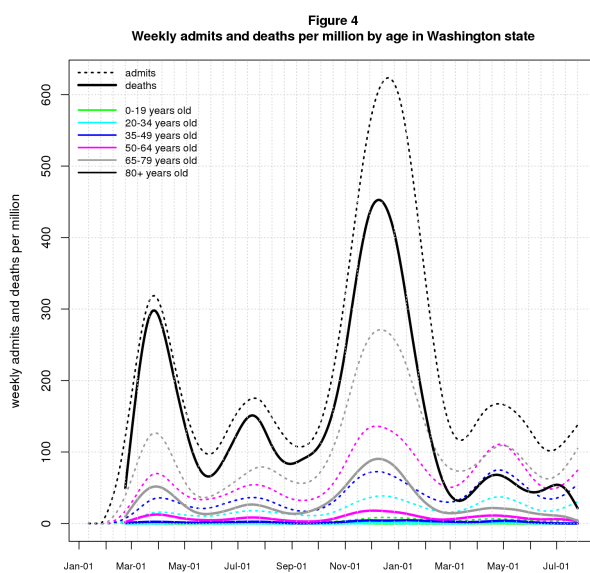 Figure 4
Weekly admits and deaths per million by age in Washington state
admits
deaths
0-19 years old
20-34 years old
35-49 years old
50-64 years old
65-79 years old
80+ years old
weekly admits and deaths per million
600
500
400
300
200
100
0
Jan-01 Mar-01 May-01 Jul-01 Sep-01 Nov-01 Jan-01 Mar-01 May-01 Jul-01